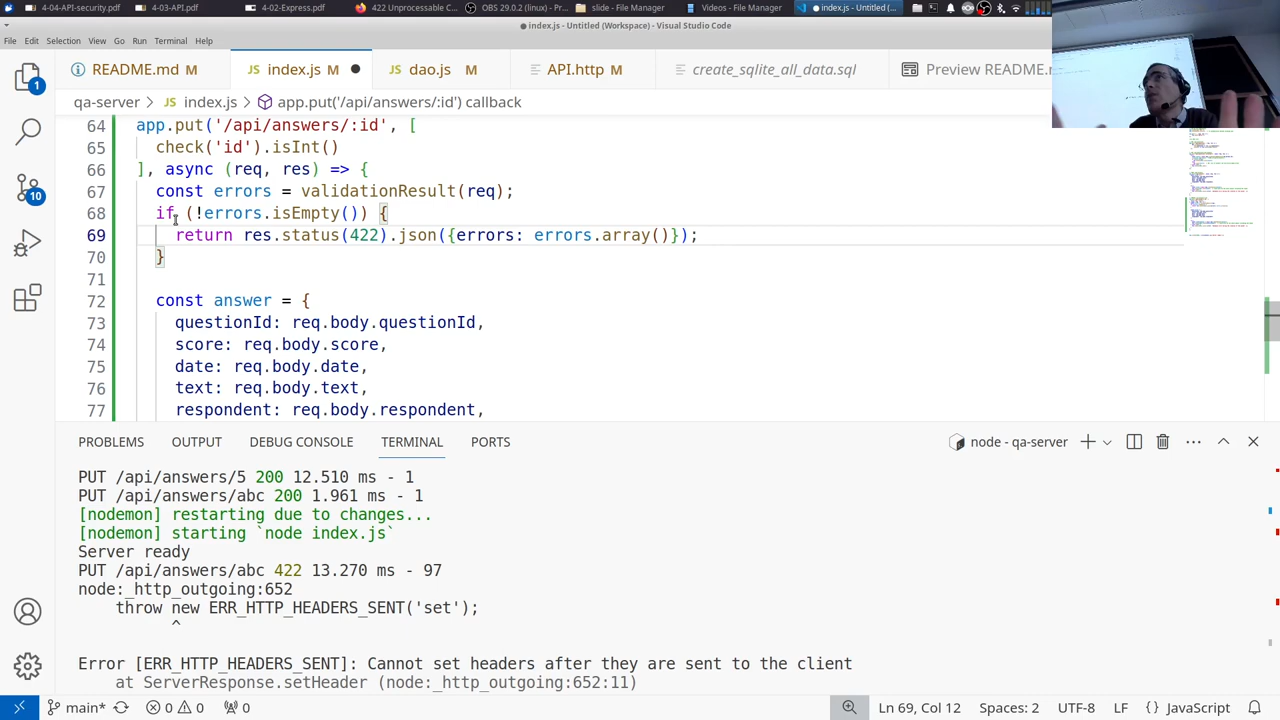 4-04-API-security.pd...
4-03-API.pdf
4-02-Express.pdf
422 Unprocessable C...
OBS 29.0.2 (linux) - Pr...
slide - File Manager
Videos - File Manager
index.js - Untitled (...
● index.js - Untitled (Workspace) - Visual Studio Code
File Edit Selection View Go Run Terminal Help
README.md M
index.js M
dao.js M
API.http M
create_sqlite_db_data.sql
Preview README.m
qa-server > index.js > app.put('/api/answers/:id') callback
64 app.put('/api/answers/:id', [
65 check('id').isInt()
66 ], async (req, res) => {
67 const errors = validationResult(req);
68 if (!errors.isEmpty()) {
69 return res.status(422).json({errors: errors.array()});
70 }
71
72 const answer = {
73 questionId: req.body.questionId,
74 score: req.body.score,
75 date: req.body.date,
76 text: req.body.text,
77 respondent: req.body.respondent,
1
10
PROBLEMS OUTPUT DEBUG CONSOLE TERMINAL PORTS
node - qa-server
PUT /api/answers/5 200 12.510 ms - 1
PUT /api/answers/abc 200 1.961 ms - 1
[nodemon] restarting due to changes...
[nodemon] starting `node index.js`
Server ready
PUT /api/answers/abc 422 13.270 ms - 97
node:_http_outgoing:652
throw new ERR_HTTP_HEADERS_SENT('set');
^
Error [ERR_HTTP_HEADERS_SENT]: Cannot set headers after they are sent to the client
at ServerResponse.setHeader (node:_http_outgoing:652:11)
main* 0 0 0
Ln 69, Col 12 Spaces: 2 UTF-8 LF {} JavaScript